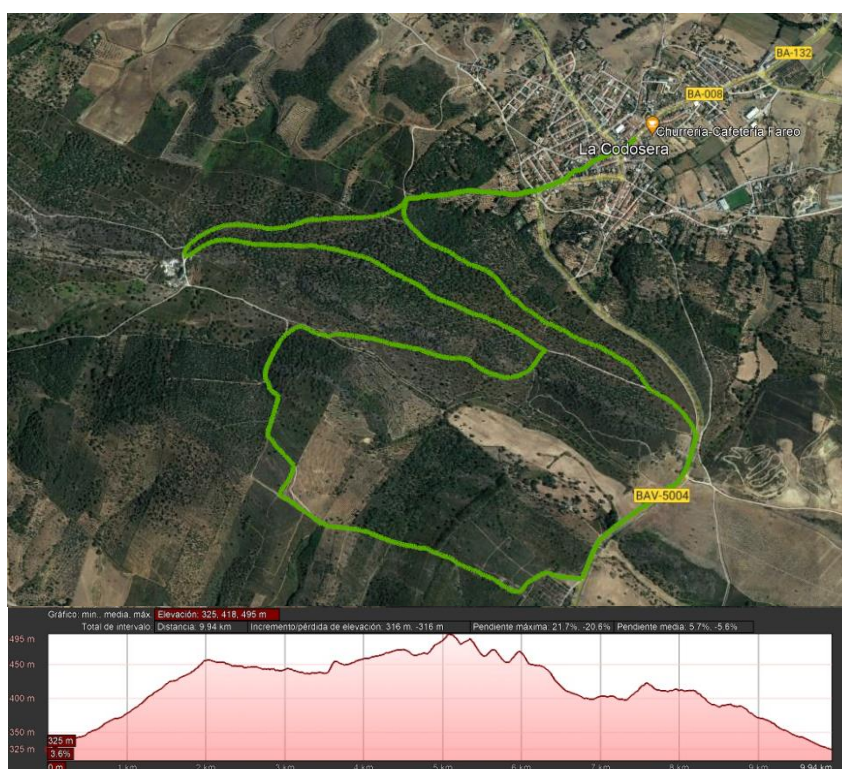 BA-132
BA-008
Churrería-Cafetería Fareo
La Codosera
BAV-5004
Gráfico: mín., media, máx. Elevación: 325, 418, 495 m
Total de intervalo: Distancia: 9.94 km Incremento/pérdida de elevación: 316 m, -316 m Pendiente máxima: 21.7%, -20.6% Pendiente media: 5.7%, -5.6%
495 m
450 m
400 m
350 m
325 m
325 m
3.6%
0 m 1 km 2 km 3 km 4 km 5 km 6 km 7 km 8 km 9 km 9.94 km